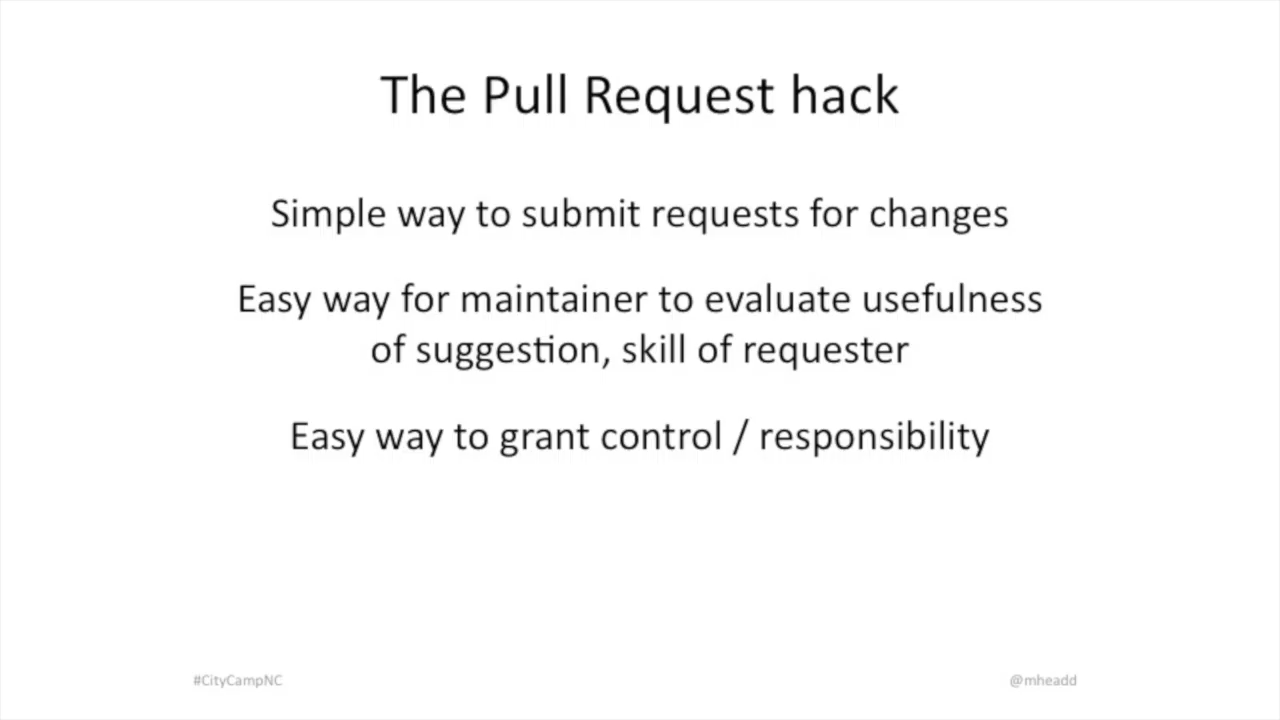 The Pull Request hack
Simple way to submit requests for changes
Easy way for maintainer to evaluate usefulness
of suggestion, skill of requester
Easy way to grant control / responsibility
#CityCampNC
@mheadd